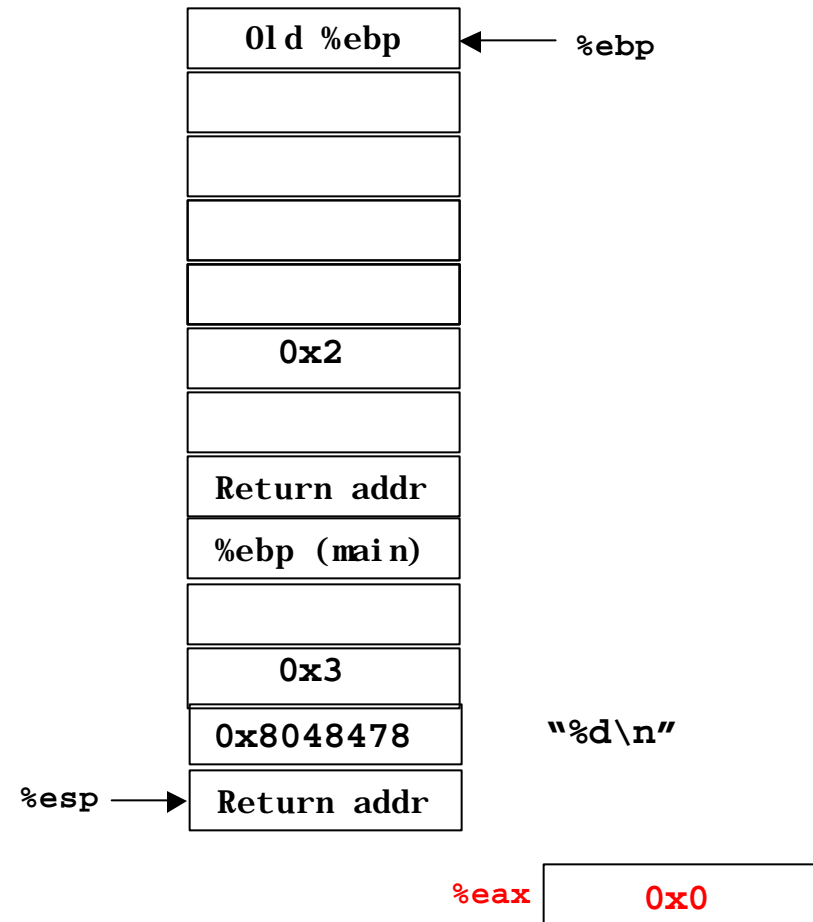 Old %ebp
%ebp
0x2
Return addr
%ebp (main)
0x3
0x8048478
"%d\n"
%esp
Return addr
%eax
0x0